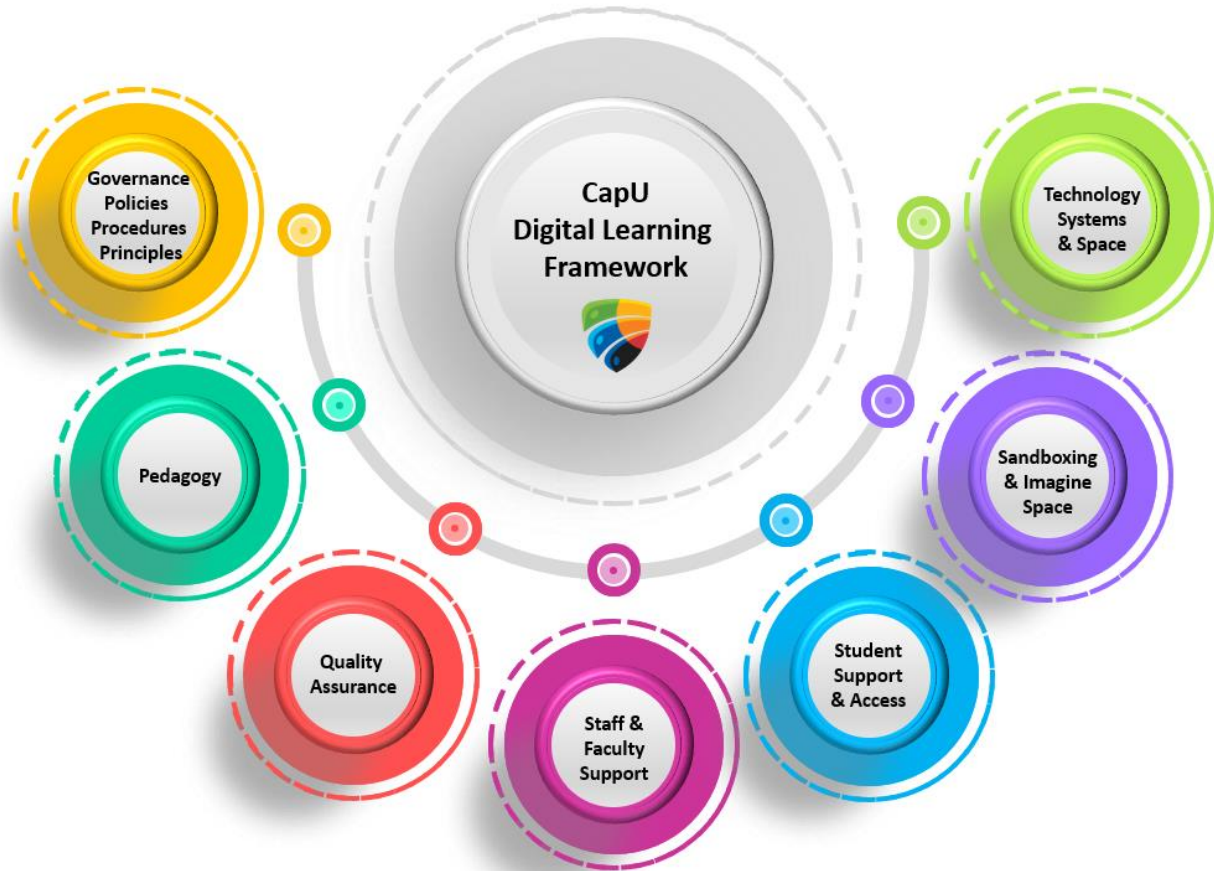 CapU
Digital Learning
Framework
Governance
Policies
Procedures
Principles
Pedagogy
Quality
Assurance
Staff &
Faculty
Support
Student
Support
& Access
Sandboxing
& Imagine
Space
Technology
Systems
& Space